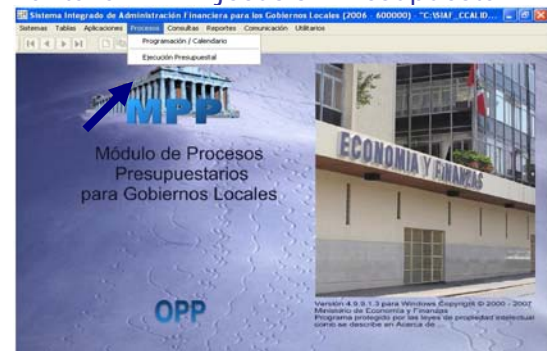 Sistema Integrado de Administración Financiera para los Gobiernos Locales (2006 - 600000) - "C:\SIAF_CCALID...
Sistemas Tablas Aplicaciones Procesos Consultas Reportes Comunicación Utilitarios
Programación / Calendario
Ejecución Presupuestal
MPP
Módulo de Procesos
Presupuestarios
para Gobiernos Locales
ECONOMIA Y FINANZAS
OPP
Versión 4.9.9.1.3 para Windows Copyright © 2000 - 2007
Ministerio de Economía y Finanzas
Programa protegido por las leyes de propiedad intelectual
como se describe en Acerca de ...